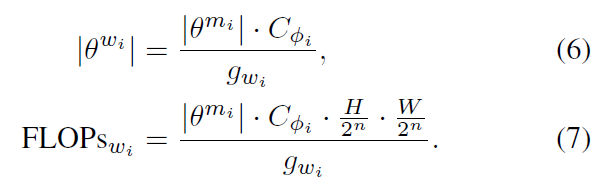 |θ^{w_i}| = \frac{|θ^{m_i}| · C_{ϕ_i}}{g_{w_i}}, (6)
FLOPs_{w_i} = \frac{|θ^{m_i}| · C_{ϕ_i} · \frac{H}{2^n} · \frac{W}{2^n}}{g_{w_i}}. (7)